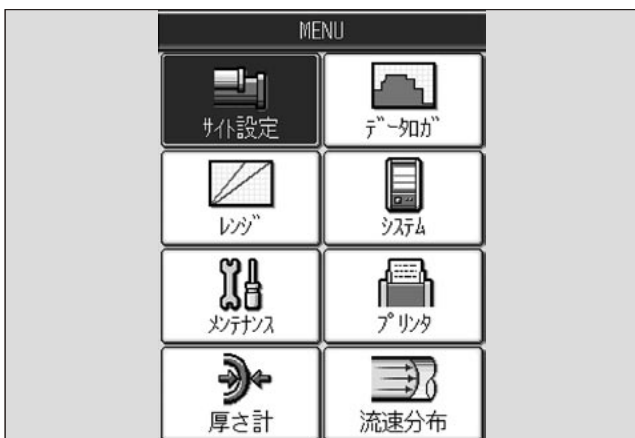 MENU
サイト設定
データロガ
レンジ
システム
メンテナンス
プリンタ
厚さ計
流速分布